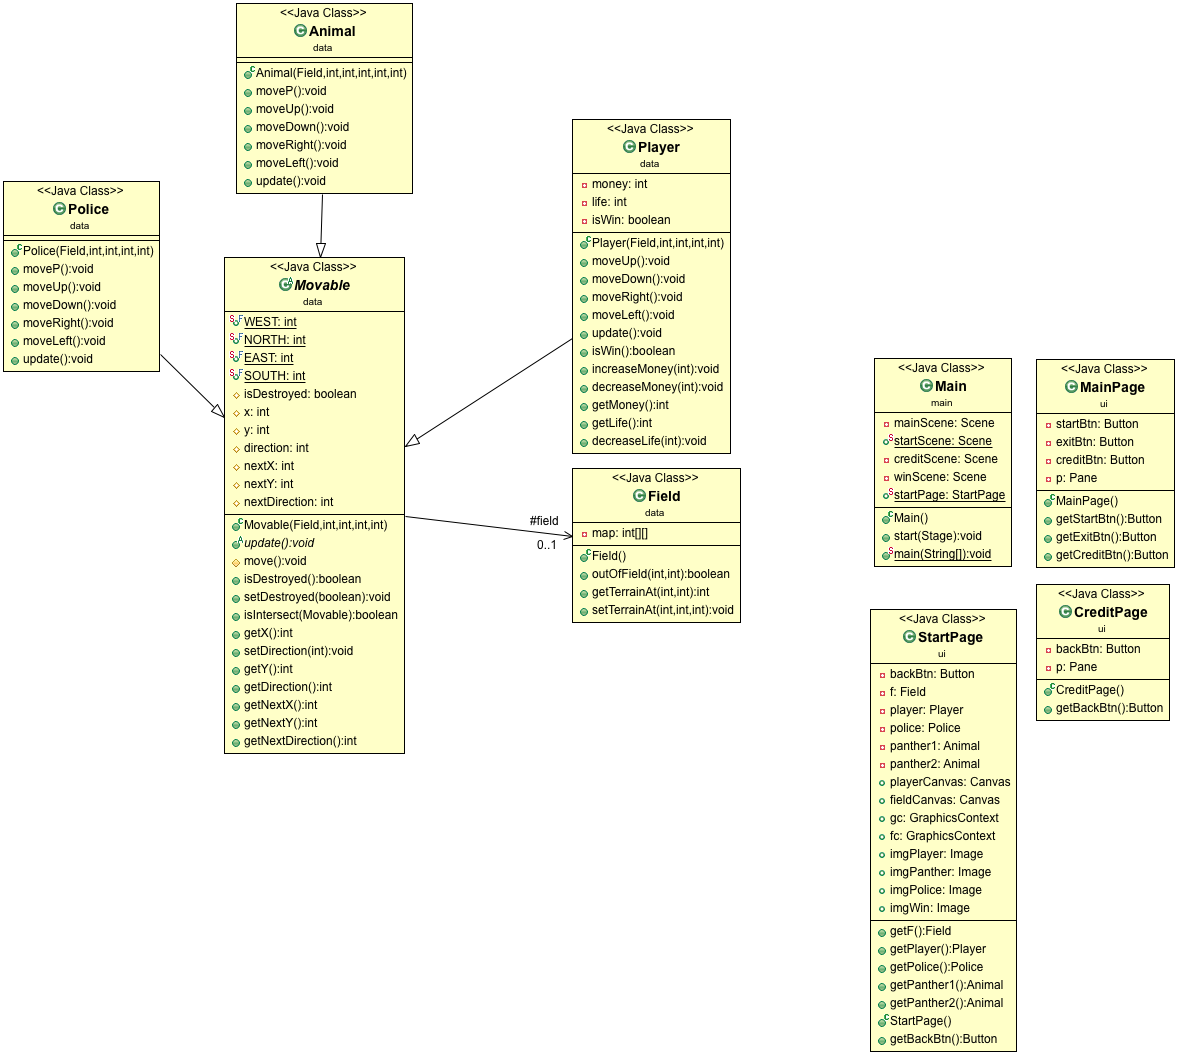 <<Java Class>>
Animal
data
Animal(Field,int,int,int,int,int)
moveP():void
moveUp():void
moveDown():void
moveRight():void
moveLeft():void
update():void
<<Java Class>>
Police
data
Police(Field,int,int,int,int)
moveP():void
moveUp():void
moveDown():void
moveRight():void
moveLeft():void
update():void
<<Java Class>>
Movable
data
WEST: int
NORTH: int
EAST: int
SOUTH: int
isDestroyed: boolean
x: int
y: int
direction: int
nextX: int
nextY: int
nextDirection: int
Movable(Field,int,int,int,int)
update():void
move():void
isDestroyed():boolean
setDestroyed(boolean):void
isIntersect(Movable):boolean
getX():int
setDirection(int):void
getY():int
getDirection():int
getNextX():int
getNextY():int
getNextDirection():int
<<Java Class>>
Player
data
money: int
life: int
isWin: boolean
Player(Field,int,int,int,int)
moveUp():void
moveDown():void
moveRight():void
moveLeft():void
update():void
isWin():boolean
increaseMoney(int):void
decreaseMoney(int):void
getMoney():int
getLife():int
decreaseLife(int):void
#field
0..1
<<Java Class>>
Field
data
map: int[][]
Field()
outOfField(int,int):boolean
getTerrainAt(int,int):int
setTerrainAt(int,int,int):void
<<Java Class>>
Main
main
mainScene: Scene
startScene: Scene
creditScene: Scene
winScene: Scene
startPage: StartPage
Main()
start(Stage):void
main(String[]):void
<<Java Class>>
MainPage
ui
startBtn: Button
exitBtn: Button
creditBtn: Button
p: Pane
MainPage()
getStartBtn():Button
getExitBtn():Button
getCreditBtn():Button
<<Java Class>>
StartPage
ui
backBtn: Button
f: Field
player: Player
police: Police
panther1: Animal
panther2: Animal
playerCanvas: Canvas
fieldCanvas: Canvas
gc: GraphicsContext
fc: GraphicsContext
imgPlayer: Image
imgPanther: Image
imgPolice: Image
imgWin: Image
getF():Field
getPlayer():Player
getPolice():Police
getPanther1():Animal
getPanther2():Animal
StartPage()
getBackBtn():Button
<<Java Class>>
CreditPage
ui
backBtn: Button
p: Pane
CreditPage()
getBackBtn():Button